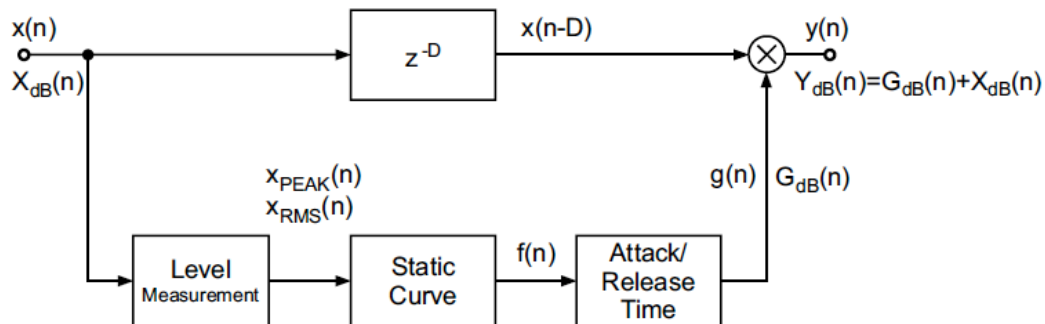 x(n)
X_dB(n)
z^-D
x(n-D)
y(n)
Y_dB(n)=G_dB(n)+X_dB(n)
x_PEAK(n)
x_RMS(n)
g(n)
G_dB(n)
Level
Measurement
Static
Curve
f(n)
Attack/
Release
Time